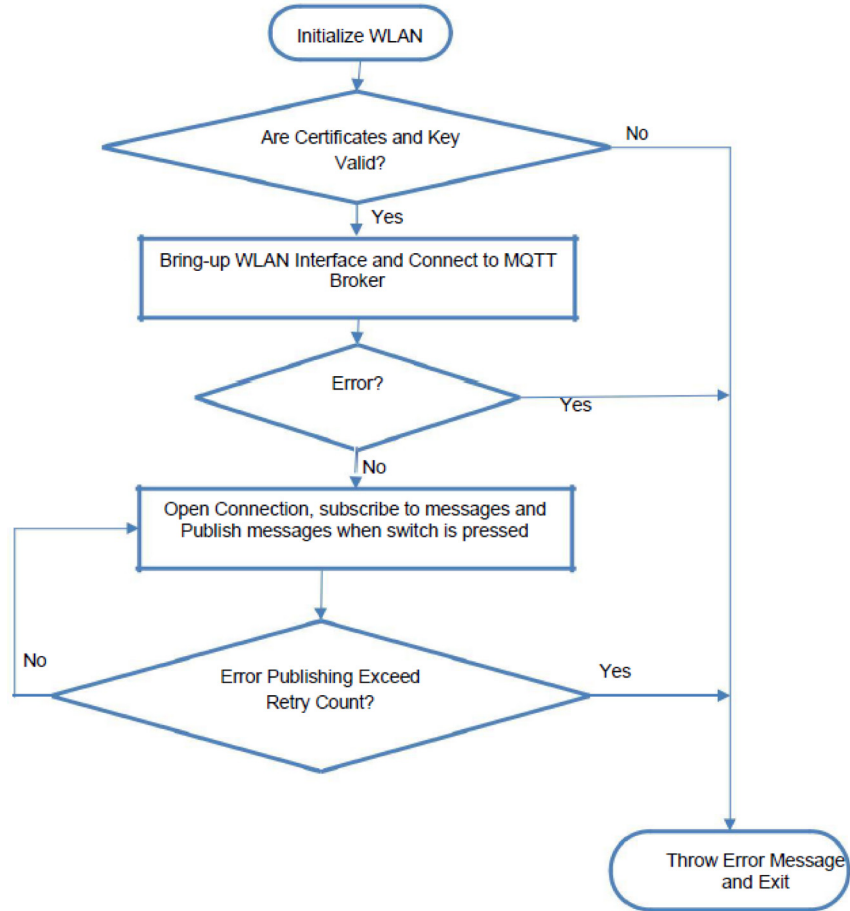 Initialize WLAN
Are Certificates and Key
Valid?
No
Yes
Bring-up WLAN Interface and Connect to MQTT
Broker
Error?
Yes
No
Open Connection, subscribe to messages and
Publish messages when switch is pressed
No
Error Publishing Exceed
Retry Count?
Yes
Throw Error Message
and Exit